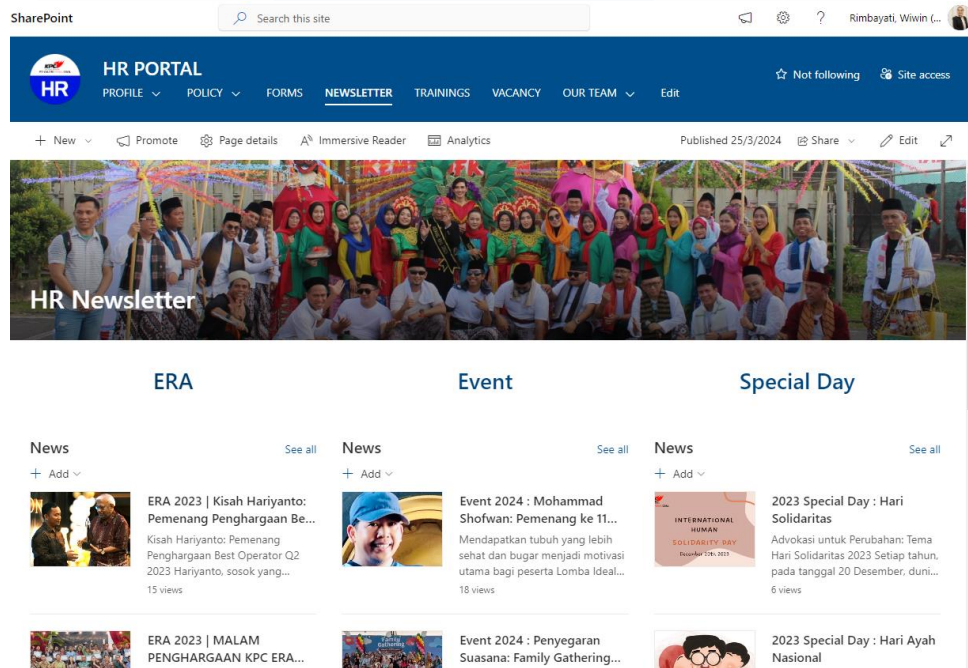 SharePoint
Search this site
?
Rimbayati, Wiwin (...
KPC
HR
HR PORTAL
PROFILE
POLICY
FORMS
NEWSLETTER
TRAININGS
VACANCY
OUR TEAM
Edit
Not following
Site access
+ New
Promote
Page details
Immersive Reader
Analytics
Published 25/3/2024
Share
Edit
HR Newsletter
ERA
News
See all
+ Add
ERA 2023 | Kisah Hariyanto:
Pemenang Penghargaan Be...
Kisah Hariyanto: Pemenang
Penghargaan Best Operator Q2
2023 Hariyanto, sosok yang...
15 views
ERA 2023 | MALAM
PENGHARGAAN KPC ERA...
Event
News
See all
+ Add
Event 2024 : Mohammad
Shofwan: Pemenang ke 11...
Mendapatkan tubuh yang lebih
sehat dan bugar menjadi motivasi
utama bagi peserta Lomba Ideal...
18 views
Family
Gathering
Event 2024 : Penyegaran
Suasana: Family Gathering...
Special Day
News
See all
+ Add
INTERNATIONAL
HUMAN
SOLIDARITY DAY
December 20th, 2023
2023 Special Day : Hari
Solidaritas
Advokasi untuk Perubahan: Tema
Hari Solidaritas 2023 Setiap tahun,
pada tanggal 20 Desember, duni...
6 views
2023 Special Day : Hari Ayah
Nasional